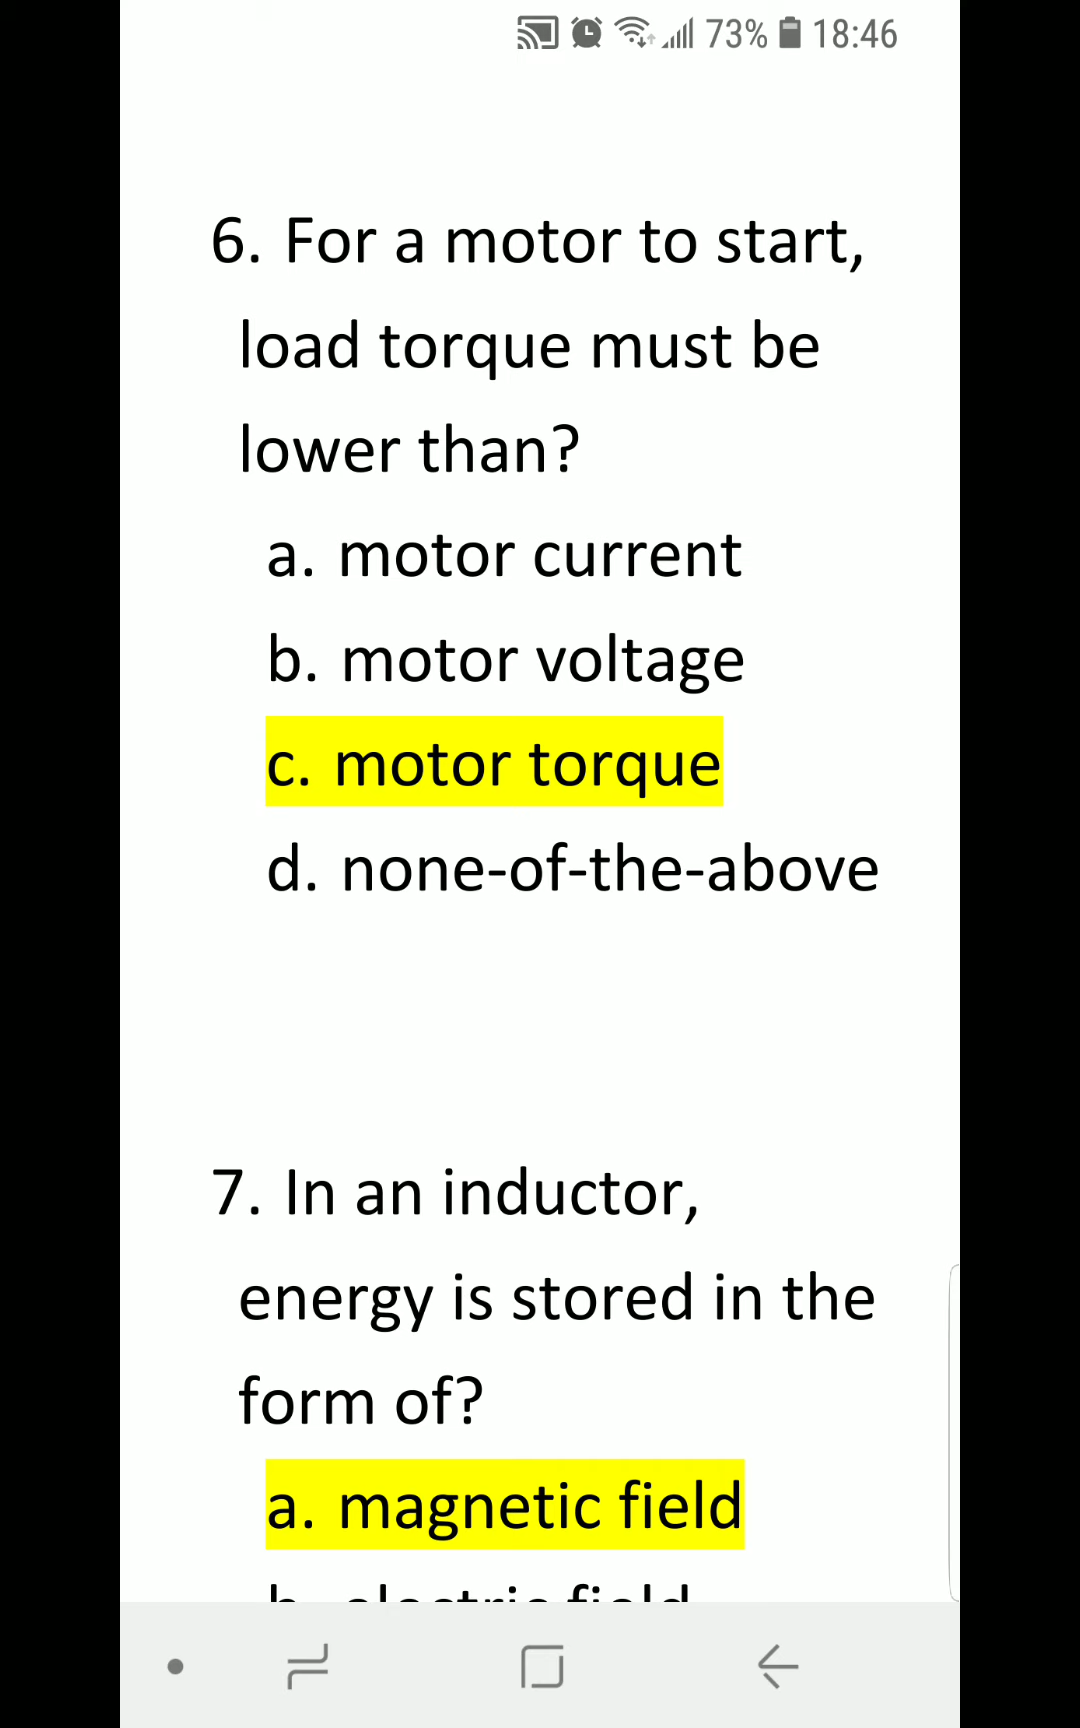 73% 18:46
6. For a motor to start,
load torque must be
lower than?
a. motor current
b. motor voltage
c. motor torque
d. none-of-the-above
7. In an inductor,
energy is stored in the
form of?
a. magnetic field
b. electric field